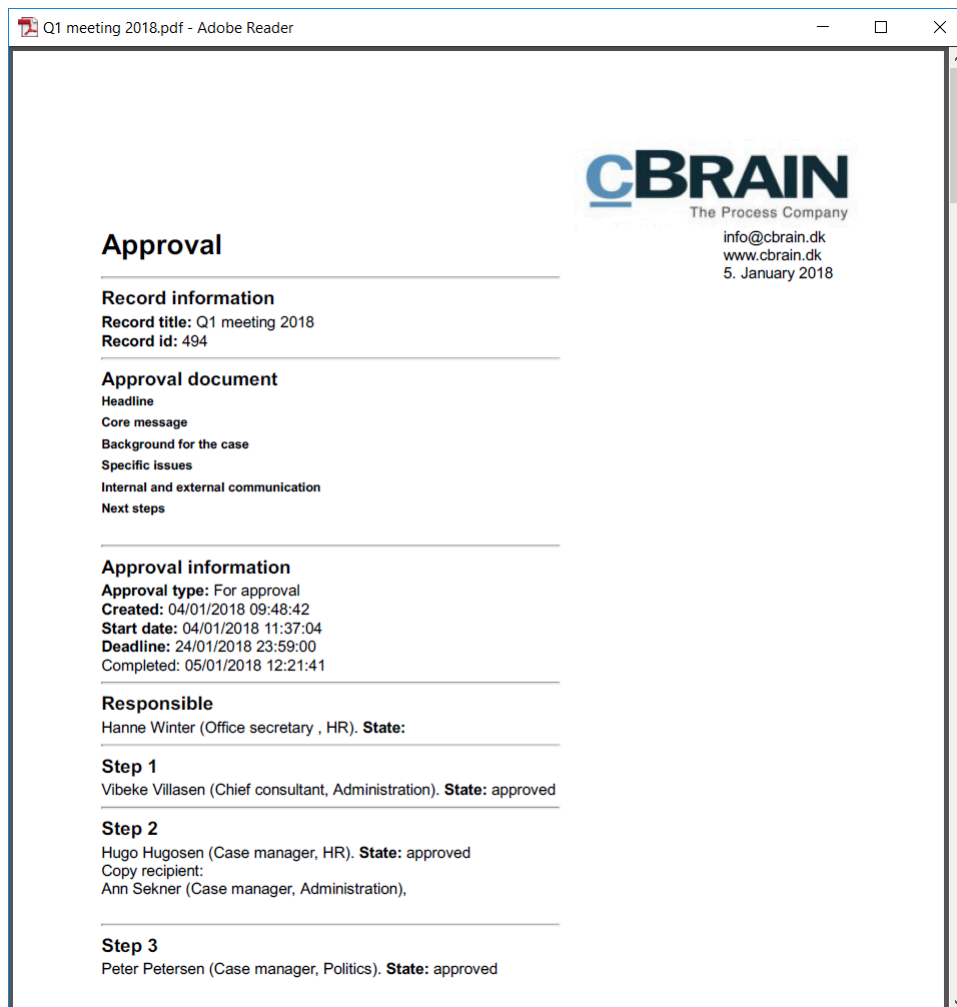 Q1 meeting 2018.pdf - Adobe Reader
cBRAIN
The Process Company
info@cbrain.dk
www.cbrain.dk
5. January 2018
Approval
Record information
Record title: Q1 meeting 2018
Record id: 494
Approval document
Headline
Core message
Background for the case
Specific issues
Internal and external communication
Next steps
Approval information
Approval type: For approval
Created: 04/01/2018 09:48:42
Start date: 04/01/2018 11:37:04
Deadline: 24/01/2018 23:59:00
Completed: 05/01/2018 12:21:41
Responsible
Hanne Winter (Office secretary , HR). State:
Step 1
Vibeke Villasen (Chief consultant, Administration). State: approved
Step 2
Hugo Hugosen (Case manager, HR). State: approved
Copy recipient:
Ann Sekner (Case manager, Administration),
Step 3
Peter Petersen (Case manager, Politics). State: approved